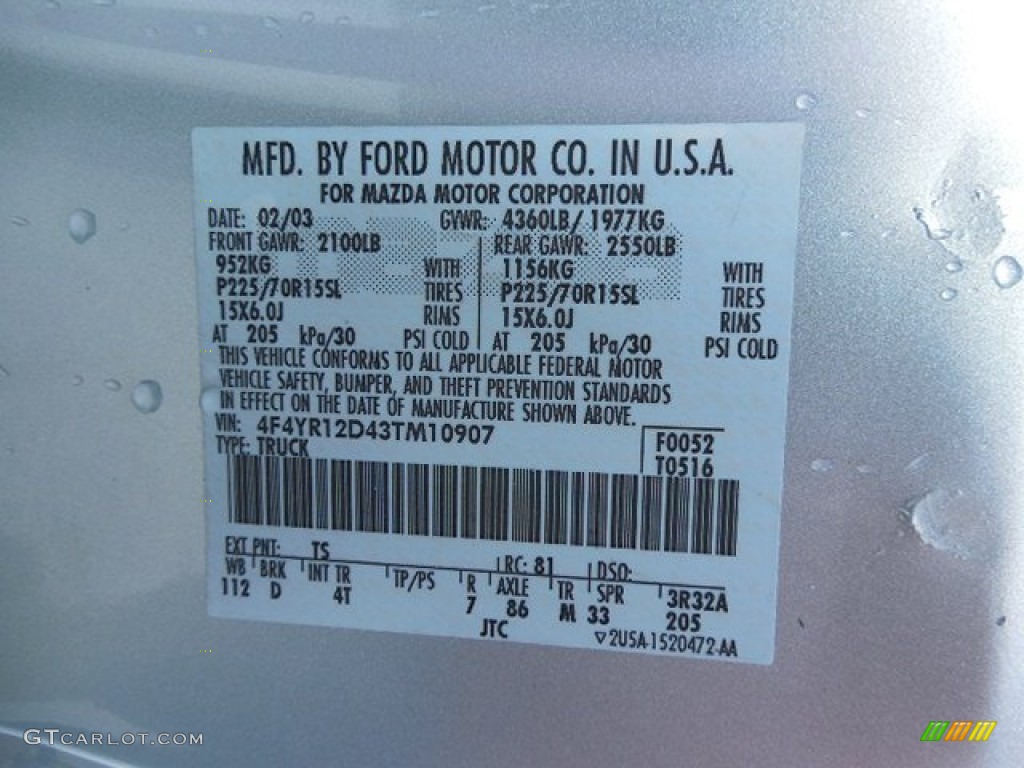 MFD. BY FORD MOTOR CO. IN U.S.A.
FOR MAZDA MOTOR CORPORATION
DATE: 02/03 GVWR: 4360LB/ 1977KG
FRONT GAWR: 2100LB REAR GAWR: 2550LB
952KG WITH 1156KG WITH
P225/70R15SL TIRES P225/70R15SL TIRES
15X6.0J RIMS 15X6.0J RIMS
AT 205 kPa/30 PSI COLD AT 205 kPa/30 PSI COLD
THIS VEHICLE CONFORMS TO ALL APPLICABLE FEDERAL MOTOR
VEHICLE SAFETY, BUMPER, AND THEFT PREVENTION STANDARDS
IN EFFECT ON THE DATE OF MANUFACTURE SHOWN ABOVE.
VIN: 4F4YR12D43TM10907 F0052
TYPE: TRUCK T0516
EXT PNT: TS RC: 81 DSO:
WB BRK INT TR TP/PS R AXLE TR SPR 3R32A
112 D 4T 7 86 M 33 205
JTC ▽2USA-1520472-AA
GTCARLOT.COM